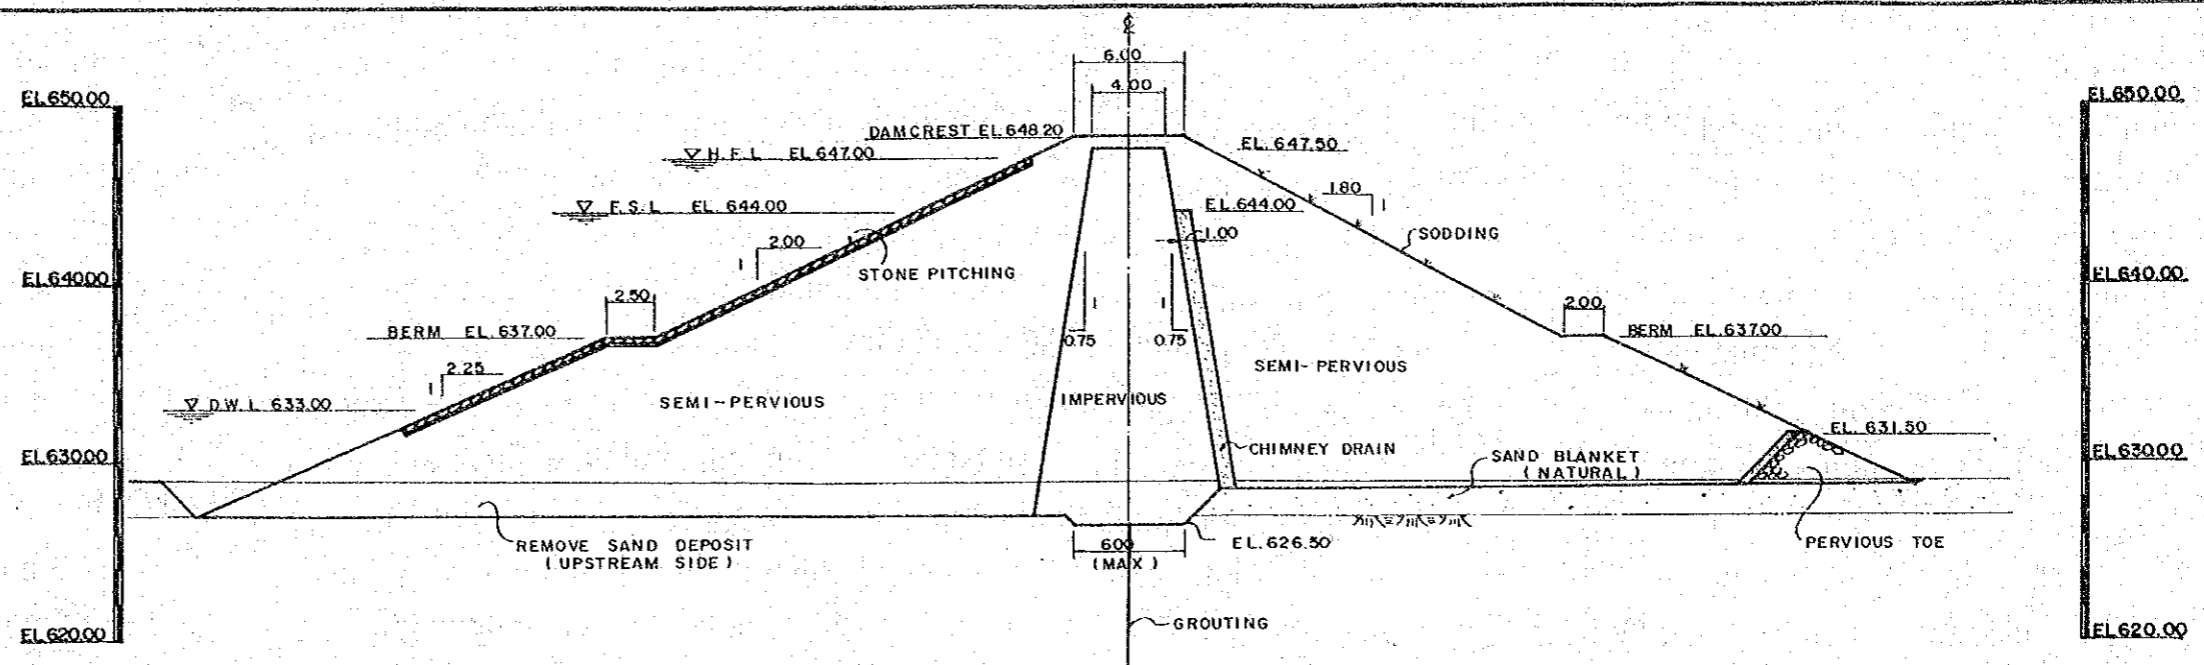 ℄
6.00
4.00
EL.650.00
EL.650.00
DAMCREST EL.648.20
EL. 647.50
H.F.L EL.647.00
1.80
1
F.S.L EL. 644.00
EL.644.00
1.00
SODDING
2.00
1
STONE PITCHING
EL.640.00
EL.640.00
2.50
1
1
2.00
BERM EL.637.00
0.75
0.75
BERM EL.637.00
2.25
1
SEMI-PERVIOUS
D.W.L 633.00
SEMI-PERVIOUS
IMPERVIOUS
EL. 631.50
CHIMNEY DRAIN
SAND BLANKET
(NATURAL)
EL.630.00
EL.630.00
REMOVE SAND DEPOSIT
(UPSTREAM SIDE)
600
(MAX)
EL.626.50
PERVIOUS TOE
GROUTING
EL.620.00
EL.620.00